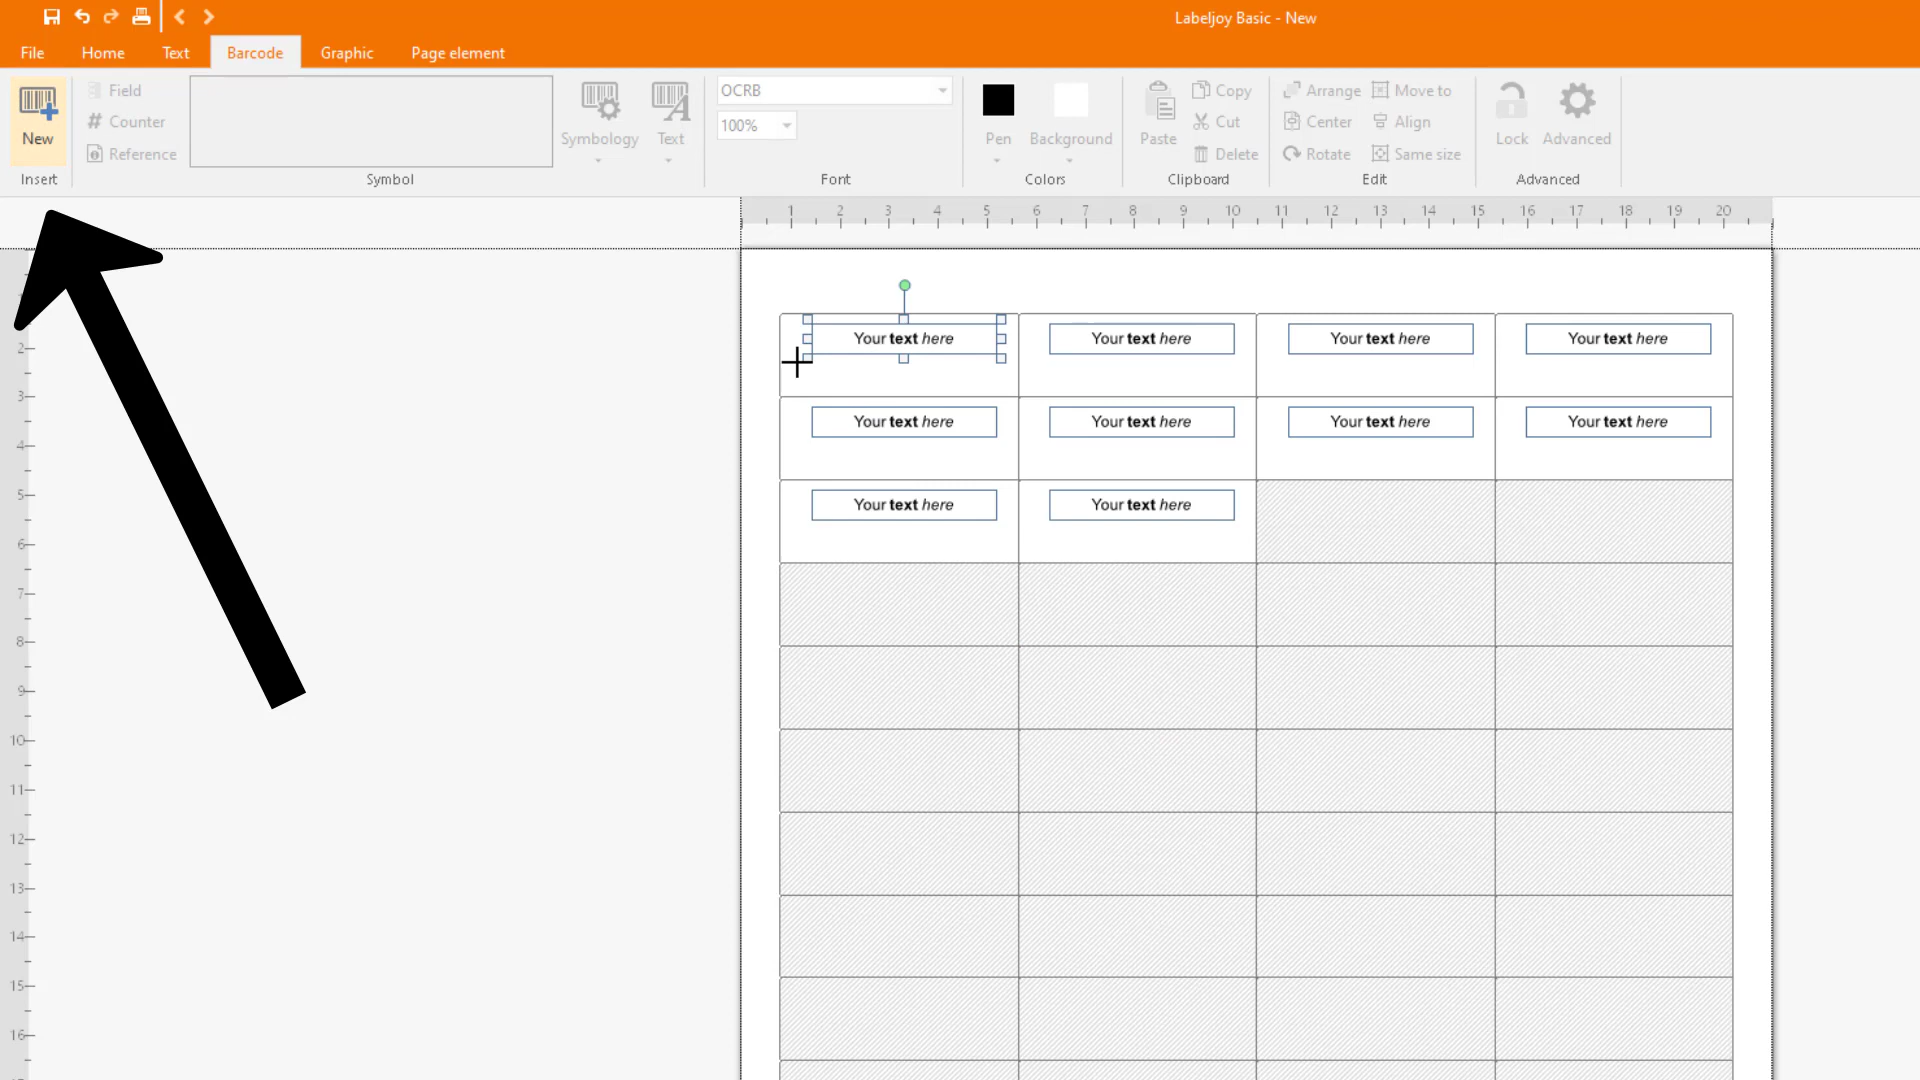 Labeljoy Basic - New
File Home Text Barcode Graphic Page element
New
Insert
Field
Counter
Reference
Symbol
Symbology
Text
OCRB
100%
Font
Pen
Background
Colors
Paste
Copy
Cut
Delete
Clipboard
Arrange Move to
Center Align
Rotate Same size
Edit
Lock
Advanced
Advanced
1 2 3 4 5 6 7 8 9 10 11 12 13 14 15 16 17 18 19 20
Your text here Your text here Your text here Your text here
Your text here Your text here Your text here Your text here
Your text here Your text here
2
3
4
5
6
7
8
9
10
11
12
13
14
15
16